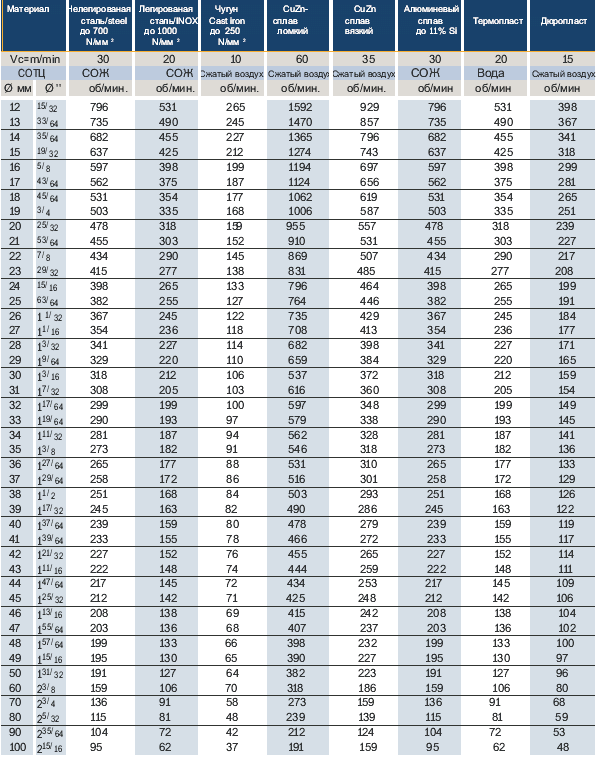 Материал Нелегированая Легированая Чугун CuZn- CuZn Алюминевый Термопласт Дюропласт
сталь/steel сталь/INOX Cast iron сплав сплав сплав
до 700 до 1000 до 250 ломкий вязкий до 11% Si
N/мм ² N/мм ² N/мм ²
Vc=m/min 30 20 10 60 35 30 20 15
СОТЦ СОЖ СОЖ Сжатый воздух Сжатый воздух Сжатый воздух СОЖ Вода Сжатый воздух
Ø мм Ø " об/мин. об/мин. об/мин. об/мин. об/мин об/мин об/мин об/мин
12 15/32 796 531 265 1592 929 796 531 398
13 33/64 735 490 245 1470 857 735 490 367
14 35/64 682 455 227 1365 796 682 455 341
15 19/32 637 425 212 1274 743 637 425 318
16 5/8 597 398 199 1194 697 597 398 299
17 43/64 562 375 187 1124 656 562 375 281
18 45/64 531 354 177 1062 619 531 354 265
19 3/4 503 335 168 1006 587 503 335 251
20 25/32 478 318 159 955 557 478 318 239
21 53/64 455 303 152 910 531 455 303 227
22 7/8 434 290 145 869 507 434 290 217
23 29/32 415 277 138 831 485 415 277 208
24 15/16 398 265 133 796 464 398 265 199
25 63/64 382 255 127 764 446 382 255 191
26 1 1/32 367 245 122 735 429 367 245 184
27 1 1/16 354 236 118 708 413 354 236 177
28 1 3/32 341 227 114 682 398 341 227 171
29 1 9/64 329 220 110 659 384 329 220 165
30 1 3/16 318 212 106 537 372 318 212 159
31 1 7/32 308 205 103 616 360 308 205 154
32 1 17/64 299 199 100 597 348 299 199 149
33 1 19/64 290 193 97 579 338 290 193 145
34 1 11/32 281 187 94 562 328 281 187 141
35 1 3/8 273 182 91 546 318 273 182 136
36 1 27/64 265 177 88 531 310 265 177 133
37 1 29/64 258 172 86 516 301 258 172 129
38 1 1/2 251 168 84 503 293 251 168 126
39 1 17/32 245 163 82 490 286 245 163 122
40 1 37/64 239 159 80 478 279 239 159 119
41 1 39/64 233 155 78 466 272 233 155 117
42 1 21/32 227 152 76 455 265 227 152 114
43 1 11/16 222 148 74 444 259 222 148 111
44 1 47/64 217 145 72 434 253 217 145 109
45 1 25/32 212 142 71 425 248 212 142 106
46 1 13/16 208 138 69 415 242 208 138 104
47 1 55/64 203 136 68 407 237 203 136 102
48 1 57/64 199 133 66 398 232 199 133 100
49 1 15/16 195 130 65 390 227 195 130 97
50 1 31/32 191 127 64 382 223 191 127 96
60 2 3/8 159 106 70 318 186 159 106 80
70 2 3/4 136 91 58 273 159 136 91 68
80 2 5/32 115 81 48 239 139 115 81 59
90 2 35/64 104 72 42 212 124 104 72 53
100 2 15/16 95 62 37 191 159 95 62 48